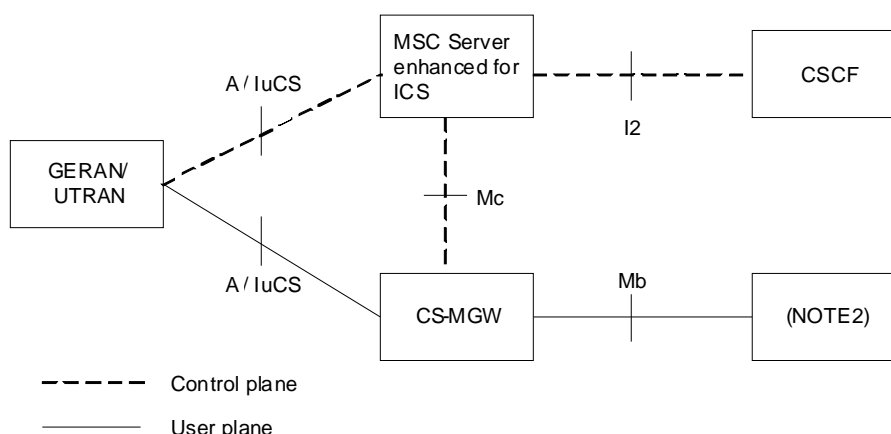 MSC Server
enhanced for
ICS
CSCF
A / IuCS
I2
GERAN/
UTRAN
Mc
A / IuCS
Mb
CS-MGW
(NOTE2)
Control plane
User plane